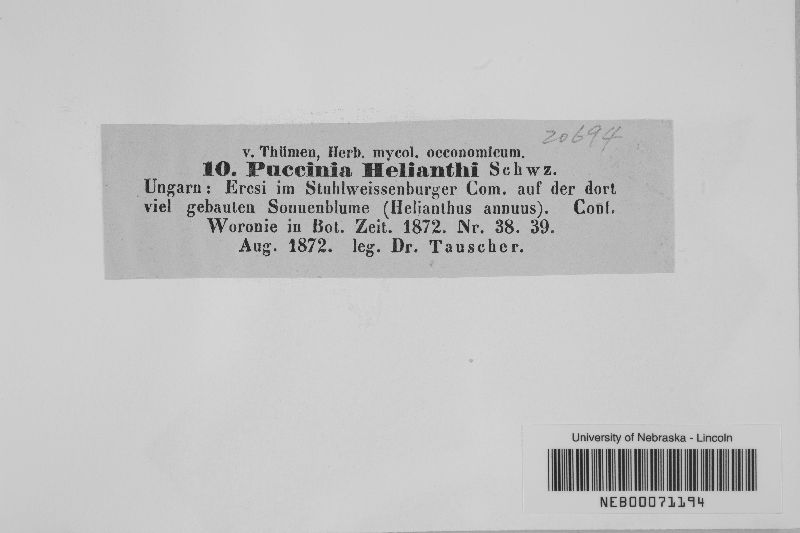 20694
v. Thümen, Herb. mycol. oeconomicum.
10. Puccinia Helianthi Schwz.
Ungarn: Ercsi im Stuhlweissenburger Com. auf der dort
viel gebauten Sonnenblume (Helianthus annuus). Conf.
Woronie in Bot. Zeit. 1872. Nr. 38. 39.
Aug. 1872. leg. Dr. Tauscher.
University of Nebraska - Lincoln
NEB00071194